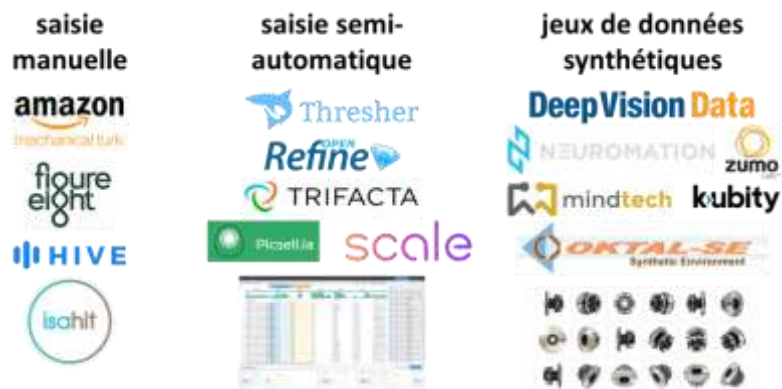 saisie
manuelle
amazon
mechanical turk
figure
eight
HIVE
isahit
saisie semi-
automatique
Thresher
OPEN
Refine
TRIFACTA
Picsell.ia
scale
jeux de données
synthétiques
DeepVision Data
NEUROMATION
zumo
mindtech
kubity
OKTAL-SE
Synthetic Environment